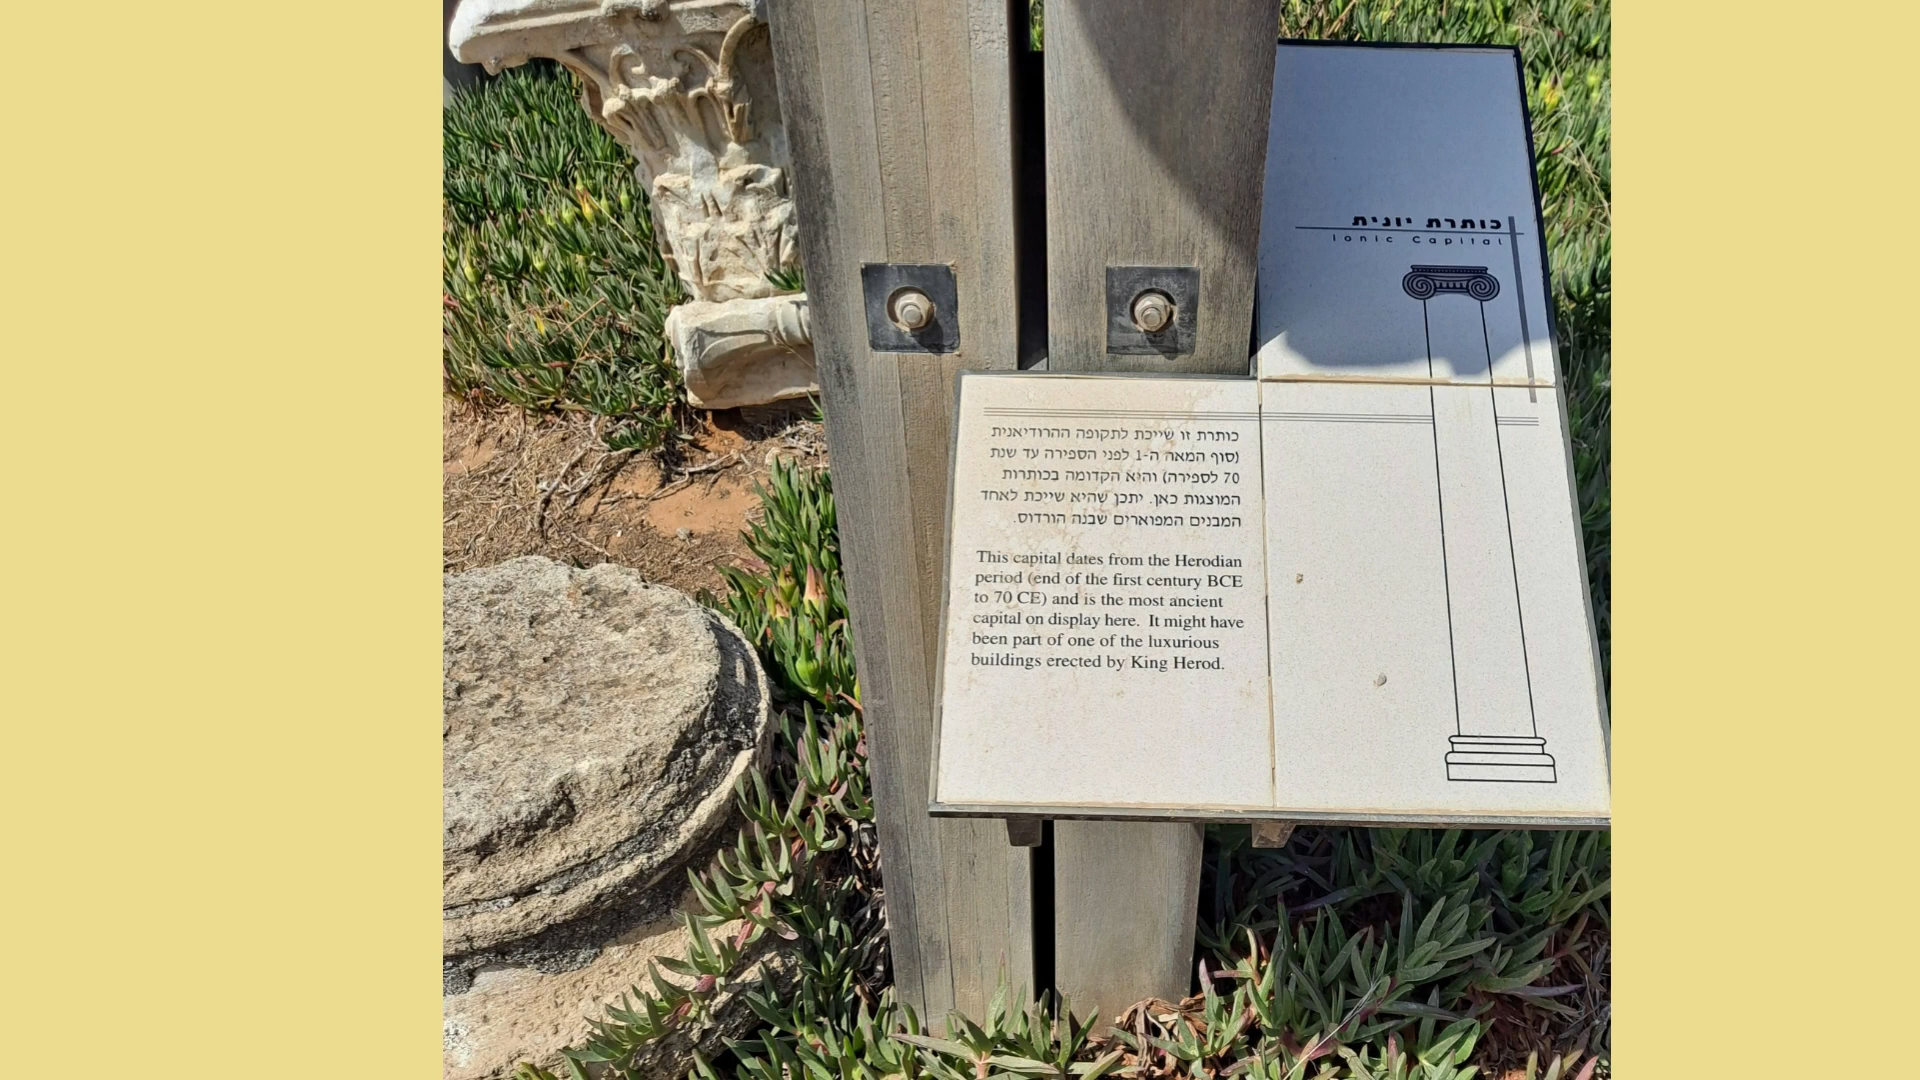 כותרת יונית
Ionic Capital
כותרת זו שייכת לתקופה ההרודיאנית
(סוף המאה ה-1 לפני הספירה עד שנת
70 לספירה) והיא הקדומה בכותרות
המוצגות כאן. יתכן שהיא שייכת לאחד
המבנים המפוארים שבנה הורדוס.
This capital dates from the Herodian
period (end of the first century BCE
to 70 CE) and is the most ancient
capital on display here. It might have
been part of one of the luxurious
buildings erected by King Herod.